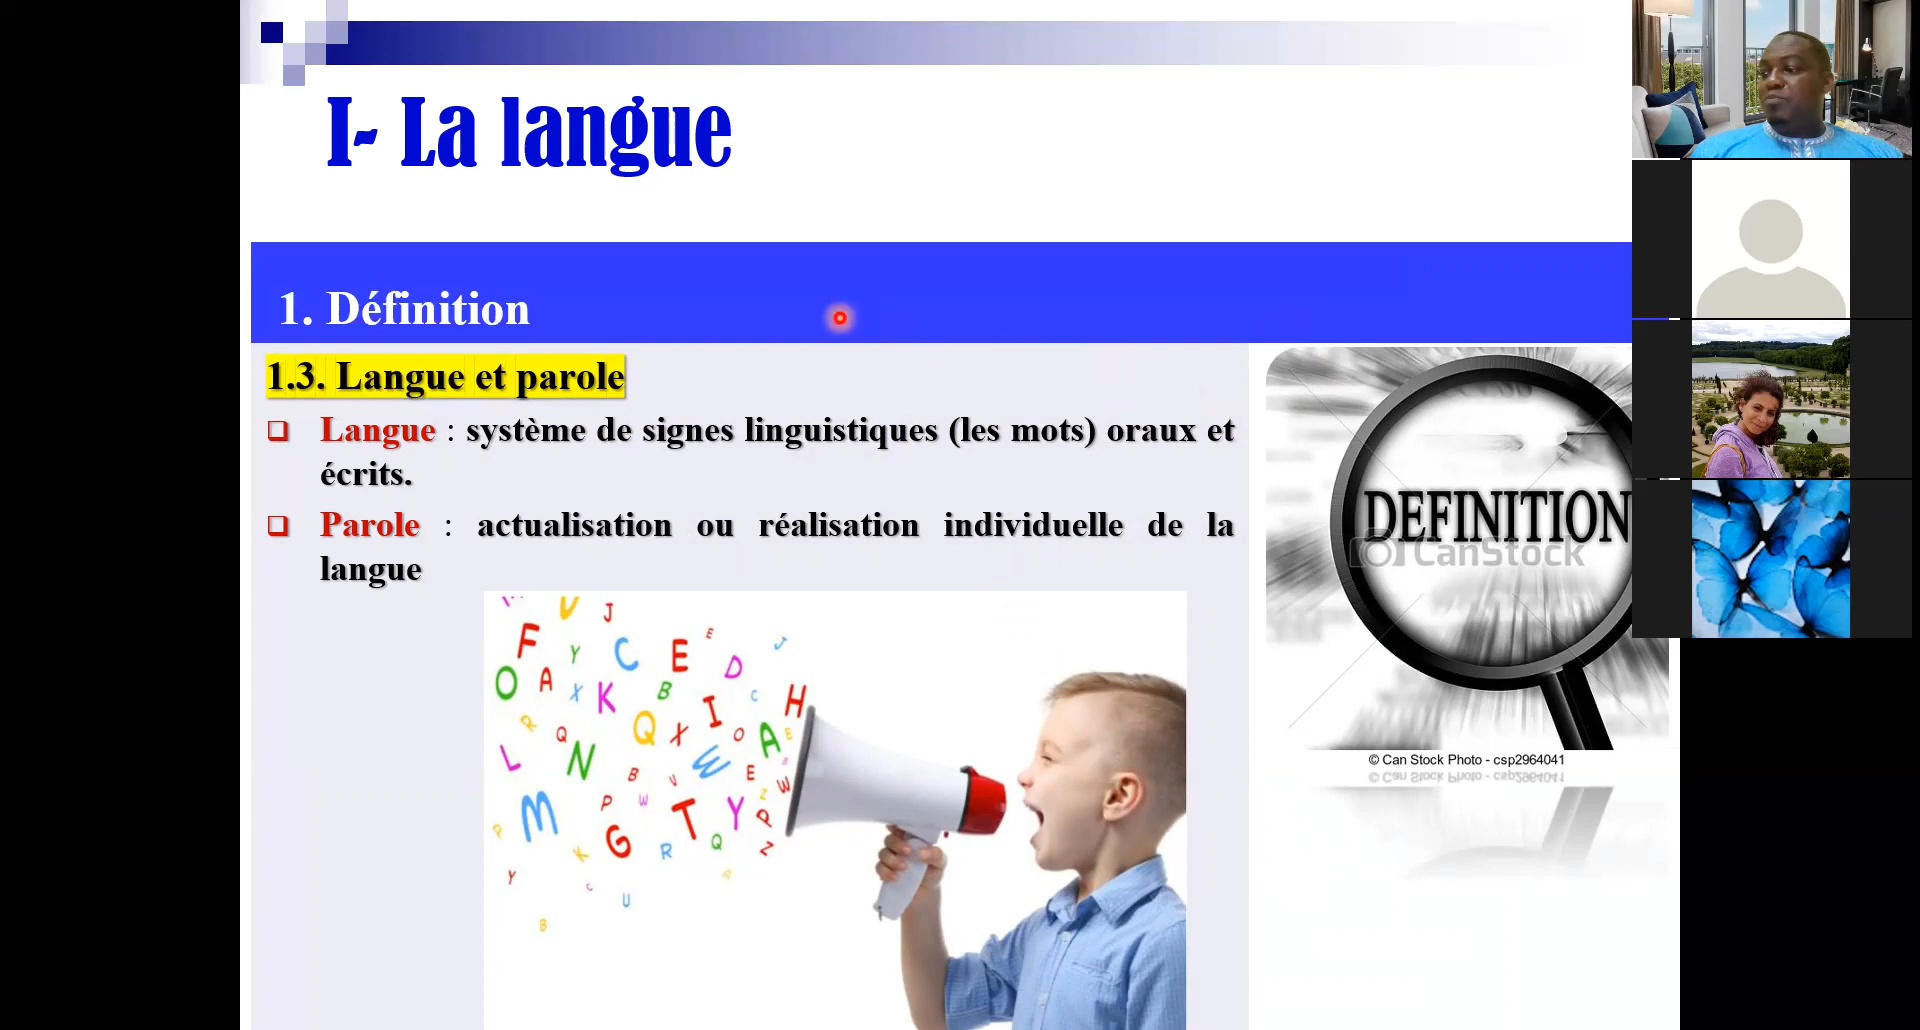 I- La langue
1. Définition
1.3. Langue et parole
Langue : système de signes linguistiques (les mots) oraux et
écrits.
Parole : actualisation ou réalisation individuelle de la
langue
DEFINITION
CanStock
© Can Stock Photo - csp2964041